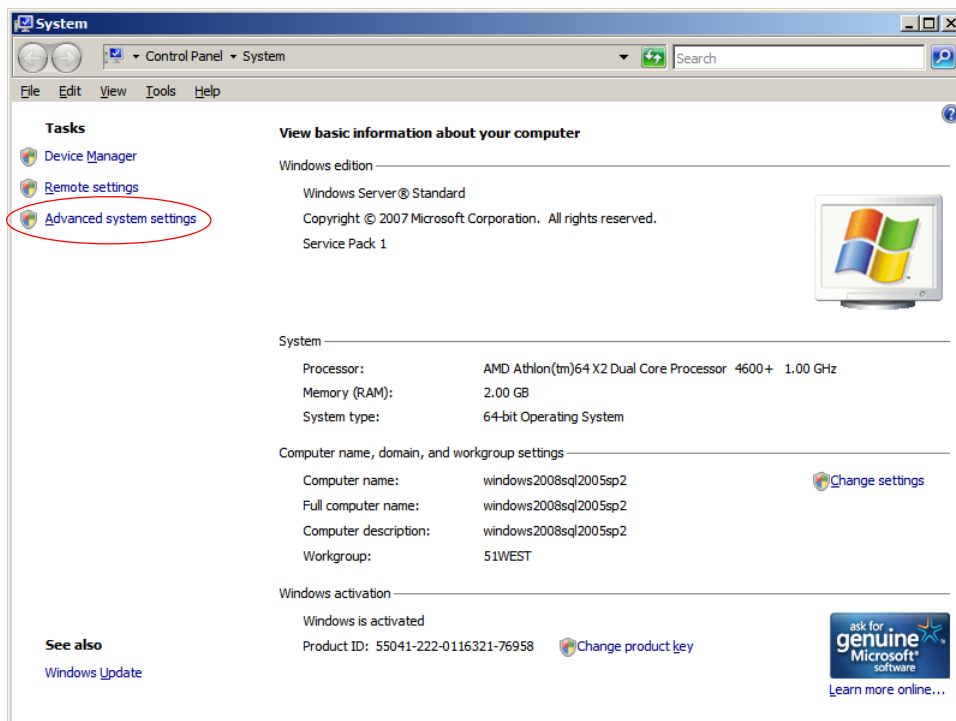 System
Control Panel System
Search
File Edit View Tools Help
Tasks
Device Manager
Remote settings
Advanced system settings
See also
Windows Update
View basic information about your computer
Windows edition
Windows Server® Standard
Copyright © 2007 Microsoft Corporation. All rights reserved.
Service Pack 1
System
Processor: AMD Athlon(tm)64 X2 Dual Core Processor 4600+ 1.00 GHz
Memory (RAM): 2.00 GB
System type: 64-bit Operating System
Computer name, domain, and workgroup settings
Computer name: windows2008sql2005sp2 Change settings
Full computer name: windows2008sql2005sp2
Computer description: windows2008sql2005sp2
Workgroup: 51WEST
Windows activation
Windows is activated
Product ID: 55041-222-0116321-76958 Change product key
ask for
genuine
Microsoft®
software
Learn more online...